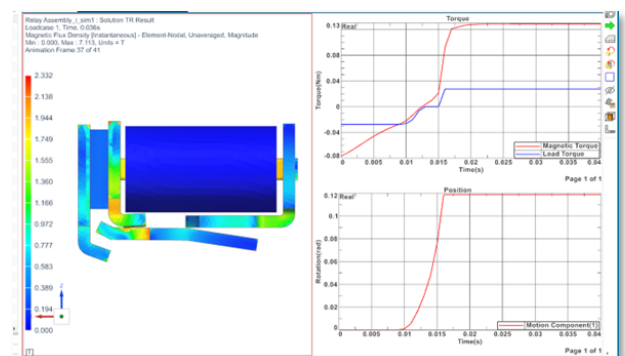 Relay Assembly_i_sim1 : Solution TR Result
Loadcase 1, Time, 0.036s
Magnetic Flux Density [Instantaneous] - Element-Nodal, Unaveraged, Magnitude
Min : 0.000, Max : 7.113, Units = T
Animation Frame 37 of 41
2.332
2.138
1.944
1.749
1.555
1.360
1.166
0.972
0.777
0.583
0.389
0.194
0.000
Z
[T]
Torque
0.13
Real
0.08
0.04
0
-0.04
-0.08
Torque(Nm)
0
0.005
0.01
0.015
0.02
0.025
0.03
0.035
0.04
Time(s)
Magnetic Torque
Load Torque
Page 1 of 1
Position
0.12
Real
0.1
0.08
0.06
0.04
0.02
0
Rotation(rad)
0
0.005
0.01
0.015
0.02
0.025
0.03
0.035
0.04
Time(s)
Motion Component(1)
Page 1 of 1